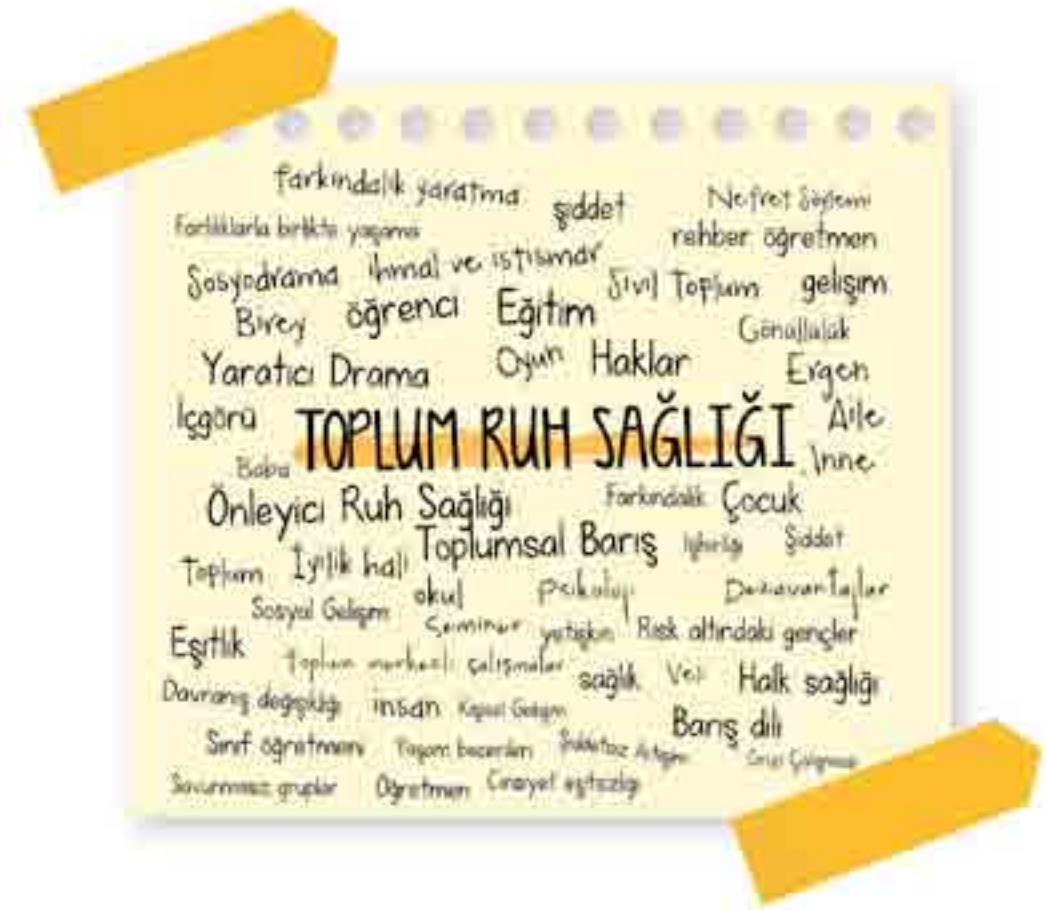 farkındalık yaratma şiddet Nefret Söylemi
Farklılıklarla birlikte yaşama rehber öğretmen
Sosyodrama ihmal ve istismar Sivil Toplum gelişim
Birey öğrenci Eğitim Gönüllülük
Yaratıcı Drama Oyun Haklar Ergen
İçgörü TOPLUM RUH SAĞLIĞI Aile
Baba Anne
Önleyici Ruh Sağlığı Farkındalık Çocuk
Toplumsal Barış İşbirliği Şiddet
Toplum İyilik hali okul Psikoloji Dezavantajlar
Sosyal Gelişim Seminer yetişkin Risk altındaki gençler
Eşitlik toplum merkezli çalışmalar sağlık Veli Halk sağlığı
Davranış değişikliği insan Kişisel Gelişim Barış dili
Sınıf öğretmeni Yaşam becerileri Şiddetsiz İletişim Grup Çalışması
Savunmasız gruplar Öğretmen Cinsiyet eşitsizliği